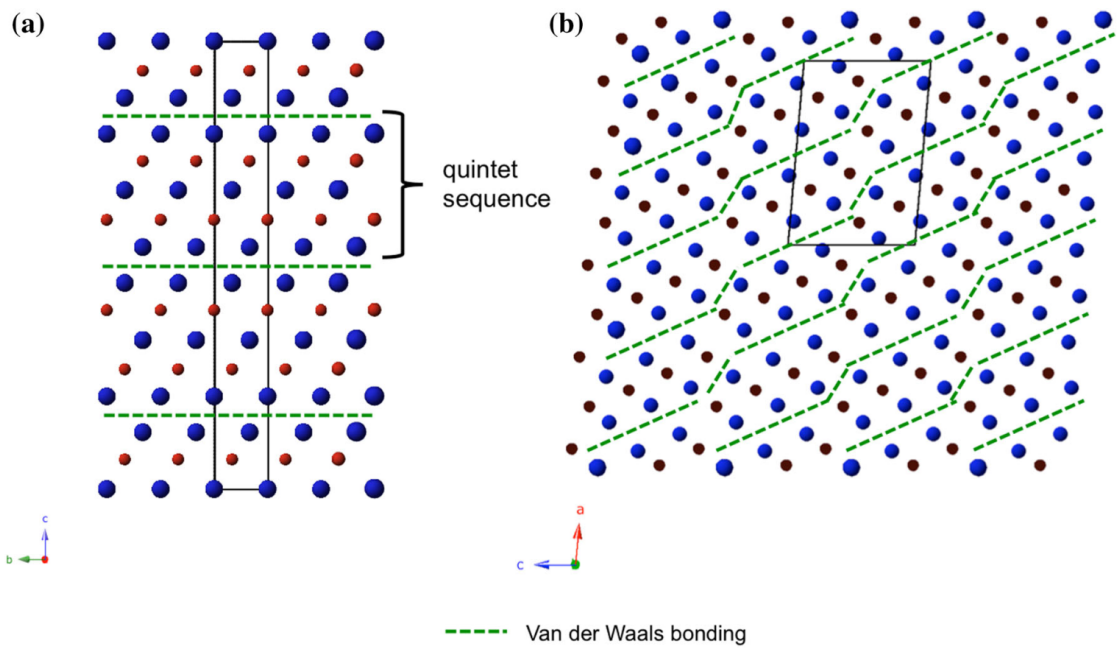 (a)
(b)
quintet
sequence
c
b
a
c
Van der Waals bonding